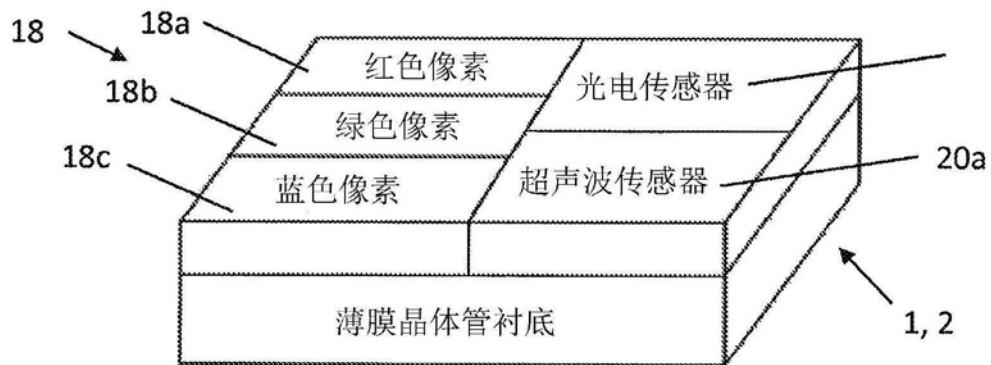 18
18a
红色像素
光电传感器
18b
绿色像素
18c
蓝色像素
超声波传感器
20a
薄膜晶体管衬底
1, 2